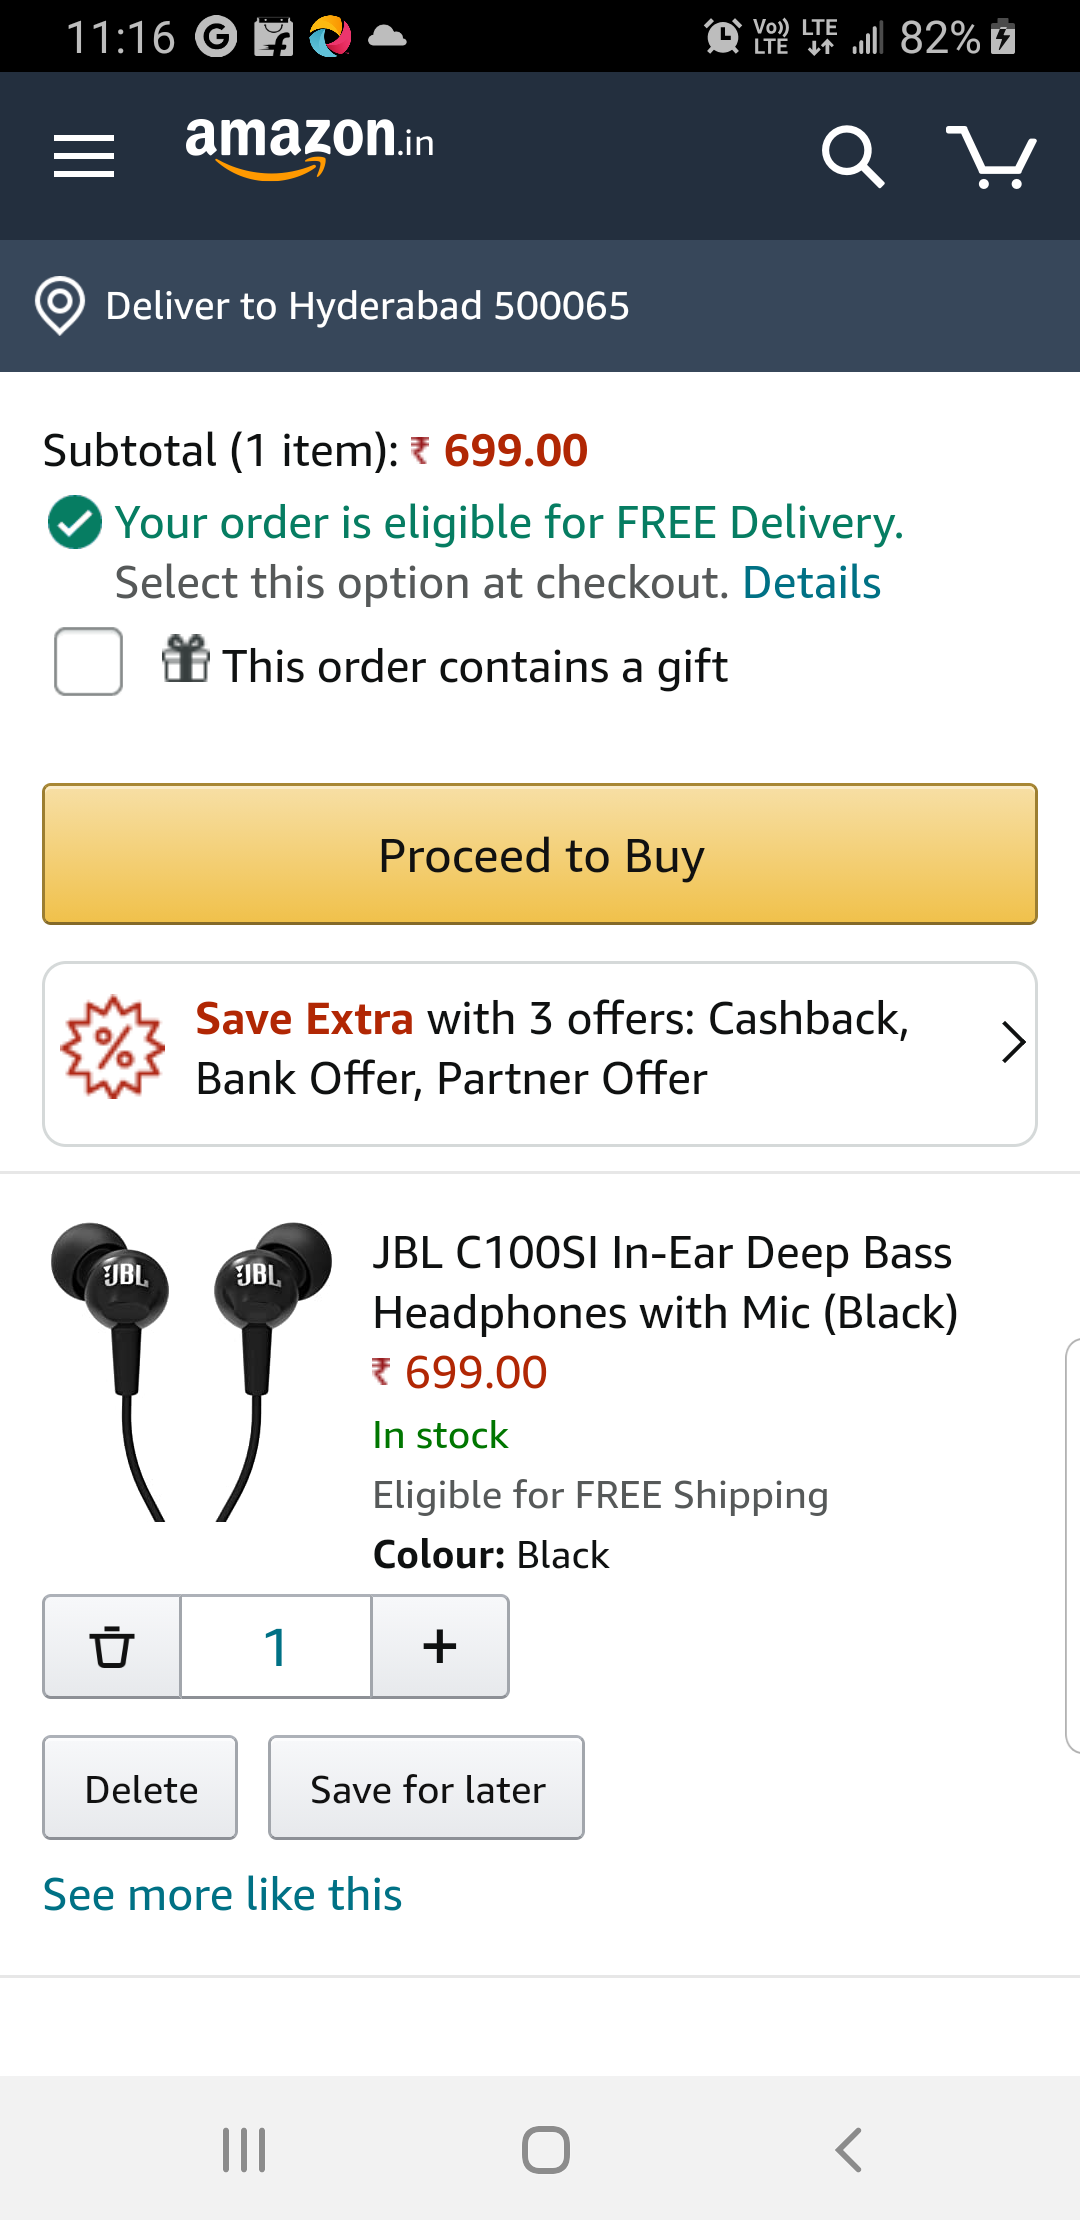 11:16 G Vo)) LTE LTE 82%
amazon.in
Deliver to Hyderabad 500065
Subtotal (1 item): ₹ 699.00
Your order is eligible for FREE Delivery.
Select this option at checkout. Details
This order contains a gift
Proceed to Buy
% Save Extra with 3 offers: Cashback,
Bank Offer, Partner Offer
JBL JBL
JBL C100SI In-Ear Deep Bass
Headphones with Mic (Black)
₹ 699.00
In stock
Eligible for FREE Shipping
Colour: Black
1 +
Delete Save for later
See more like this